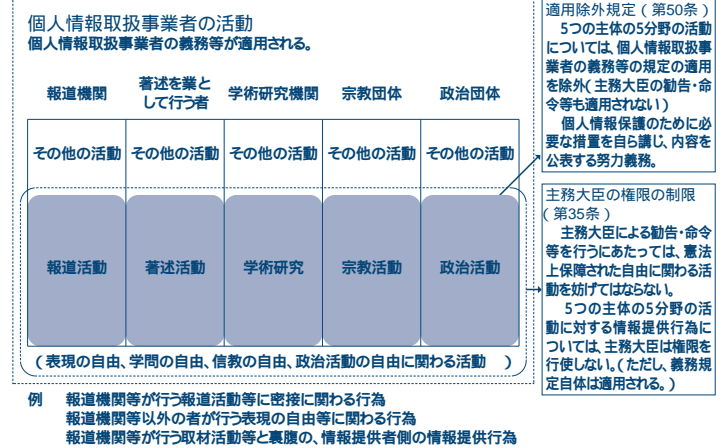 個人情報取扱事業者の活動
個人情報取扱事業者の義務等が適用される。
報道機関
著述を業と
して行う者
学術研究機関
宗教団体
政治団体
その他の活動 その他の活動 その他の活動 その他の活動 その他の活動
報道活動 著述活動 学術研究 宗教活動 政治活動
(表現の自由、学問の自由、信教の自由、政治活動の自由に関わる活動 )
例 報道機関等が行う報道活動等に密接に関わる行為
報道機関等以外の者が行う表現の自由等に関わる行為
報道機関等が行う取材活動等と裏腹の、情報提供者側の情報提供行為
適用除外規定(第50条)
5つの主体の5分野の活動
については、個人情報取扱事
業者の義務等の規定の適用
を除外(主務大臣の勧告・命
令等も適用されない)
個人情報保護のために必
要な措置を自ら講じ、内容を
公表する努力義務。
主務大臣の権限の制限
(第35条)
主務大臣による勧告・命令
等を行うにあたっては、憲法
上保障された自由に関わる活
動を妨げてはならない。
5つの主体の5分野の活
動に対する情報提供行為に
ついては、主務大臣は権限を
行使しない。(ただし、義務規
定自体は適用される。)